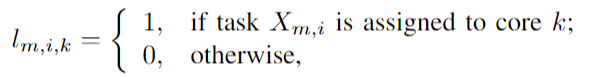 l_{m,i,k} = { 1, if task X_{m,i} is assigned to core k;
0, otherwise,